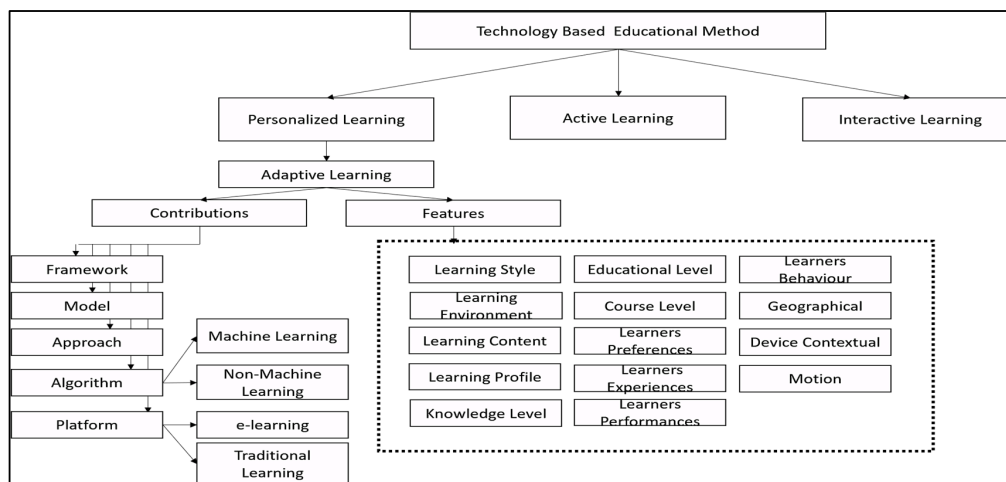 Technology Based Educational Method
Personalized Learning
Active Learning
Interactive Learning
Adaptive Learning
Contributions
Features
Framework
Model
Approach
Algorithm
Platform
Machine Learning
Non-Machine
Learning
e-learning
Traditional
Learning
Learning Style
Learning
Environment
Learning Content
Learning Profile
Knowledge Level
Educational Level
Course Level
Learners
Preferences
Learners
Experiences
Learners
Performances
Learners
Behaviour
Geographical
Device Contextual
Motion